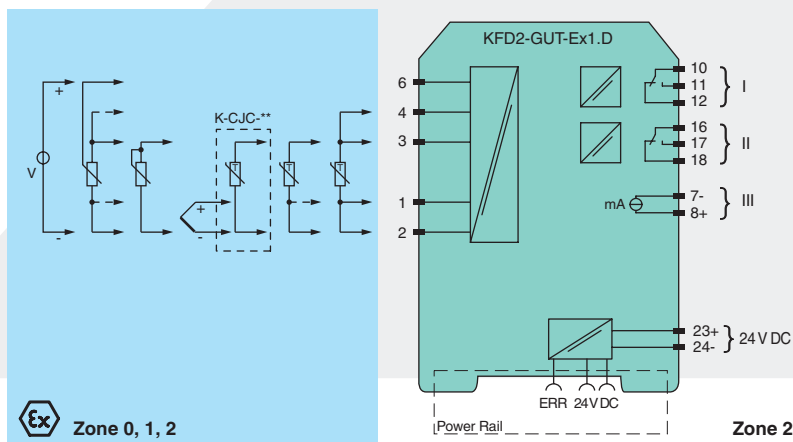 KFD2-GUT-Ex1.D
K-CJC-**
+
V
-
+
-
T
T
T
6
4
3
1
2
10
11
12
I
16
17
18
II
mA
7-
8+
III
23+
24-
24 V DC
ERR 24V DC
Power Rail
Ex
Zone 0, 1, 2
Zone 2